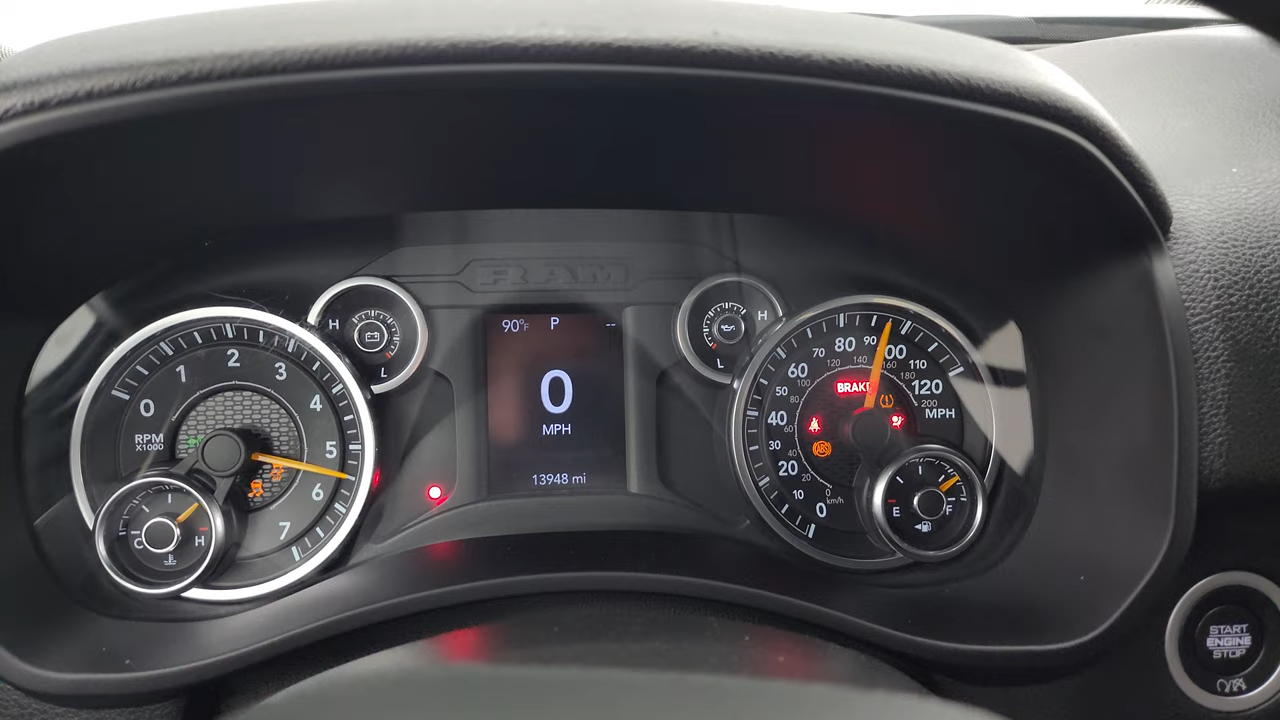 RAM
90°F P --
0
MPH
13948 mi
0 1 2 3 4 5 6 7
RPM
X1000
C H
H
L
H
L
0 10 20 30 40 50 60 70 80 90 100 110 120
MPH
0 20 60 100 120 140 160 180 200
km/h
BRAKE
ABS
E F
START
ENGINE
STOP